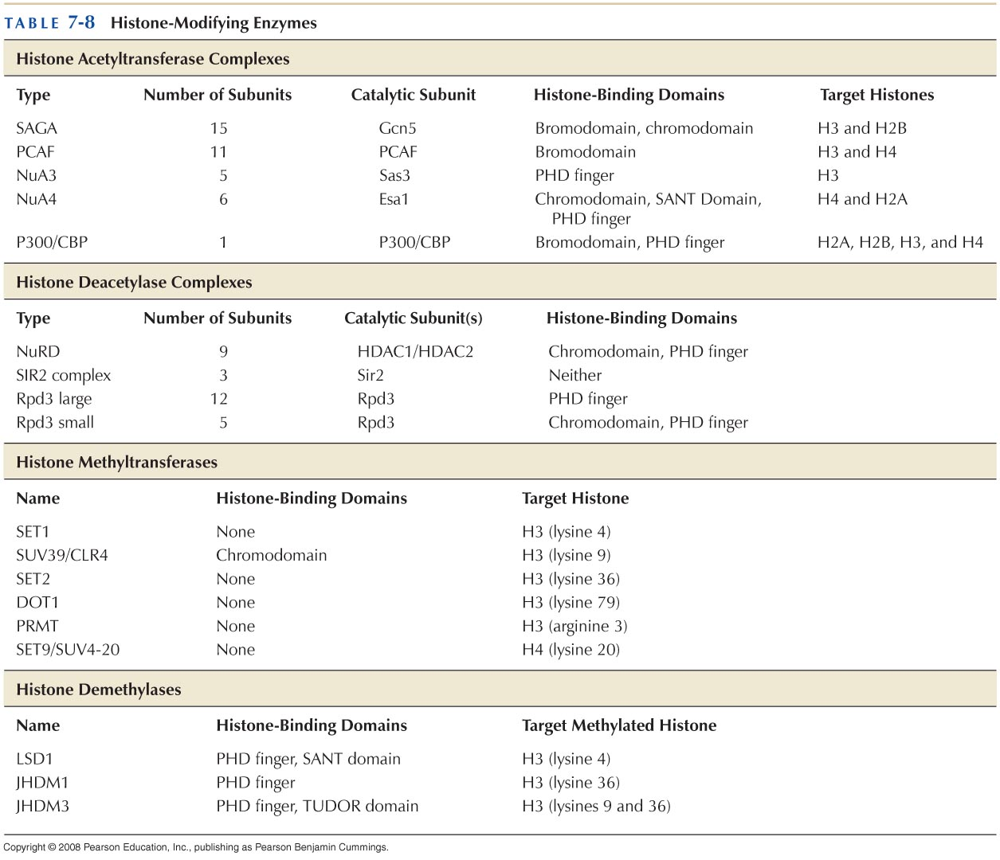 TABLE 7-8 Histone-Modifying Enzymes
Histone Acetyltransferase Complexes
Type Number of Subunits Catalytic Subunit Histone-Binding Domains Target Histones
SAGA 15 Gcn5 Bromodomain, chromodomain H3 and H2B
PCAF 11 PCAF Bromodomain H3 and H4
NuA3 5 Sas3 PHD finger H3
NuA4 6 Esa1 Chromodomain, SANT Domain, H4 and H2A
PHD finger
P300/CBP 1 P300/CBP Bromodomain, PHD finger H2A, H2B, H3, and H4
Histone Deacetylase Complexes
Type Number of Subunits Catalytic Subunit(s) Histone-Binding Domains
NuRD 9 HDAC1/HDAC2 Chromodomain, PHD finger
SIR2 complex 3 Sir2 Neither
Rpd3 large 12 Rpd3 PHD finger
Rpd3 small 5 Rpd3 Chromodomain, PHD finger
Histone Methyltransferases
Name Histone-Binding Domains Target Histone
SET1 None H3 (lysine 4)
SUV39/CLR4 Chromodomain H3 (lysine 9)
SET2 None H3 (lysine 36)
DOT1 None H3 (lysine 79)
PRMT None H3 (arginine 3)
SET9/SUV4-20 None H4 (lysine 20)
Histone Demethylases
Name Histone-Binding Domains Target Methylated Histone
LSD1 PHD finger, SANT domain H3 (lysine 4)
JHDM1 PHD finger H3 (lysine 36)
JHDM3 PHD finger, TUDOR domain H3 (lysines 9 and 36)
Copyright © 2008 Pearson Education, Inc., publishing as Pearson Benjamin Cummings.